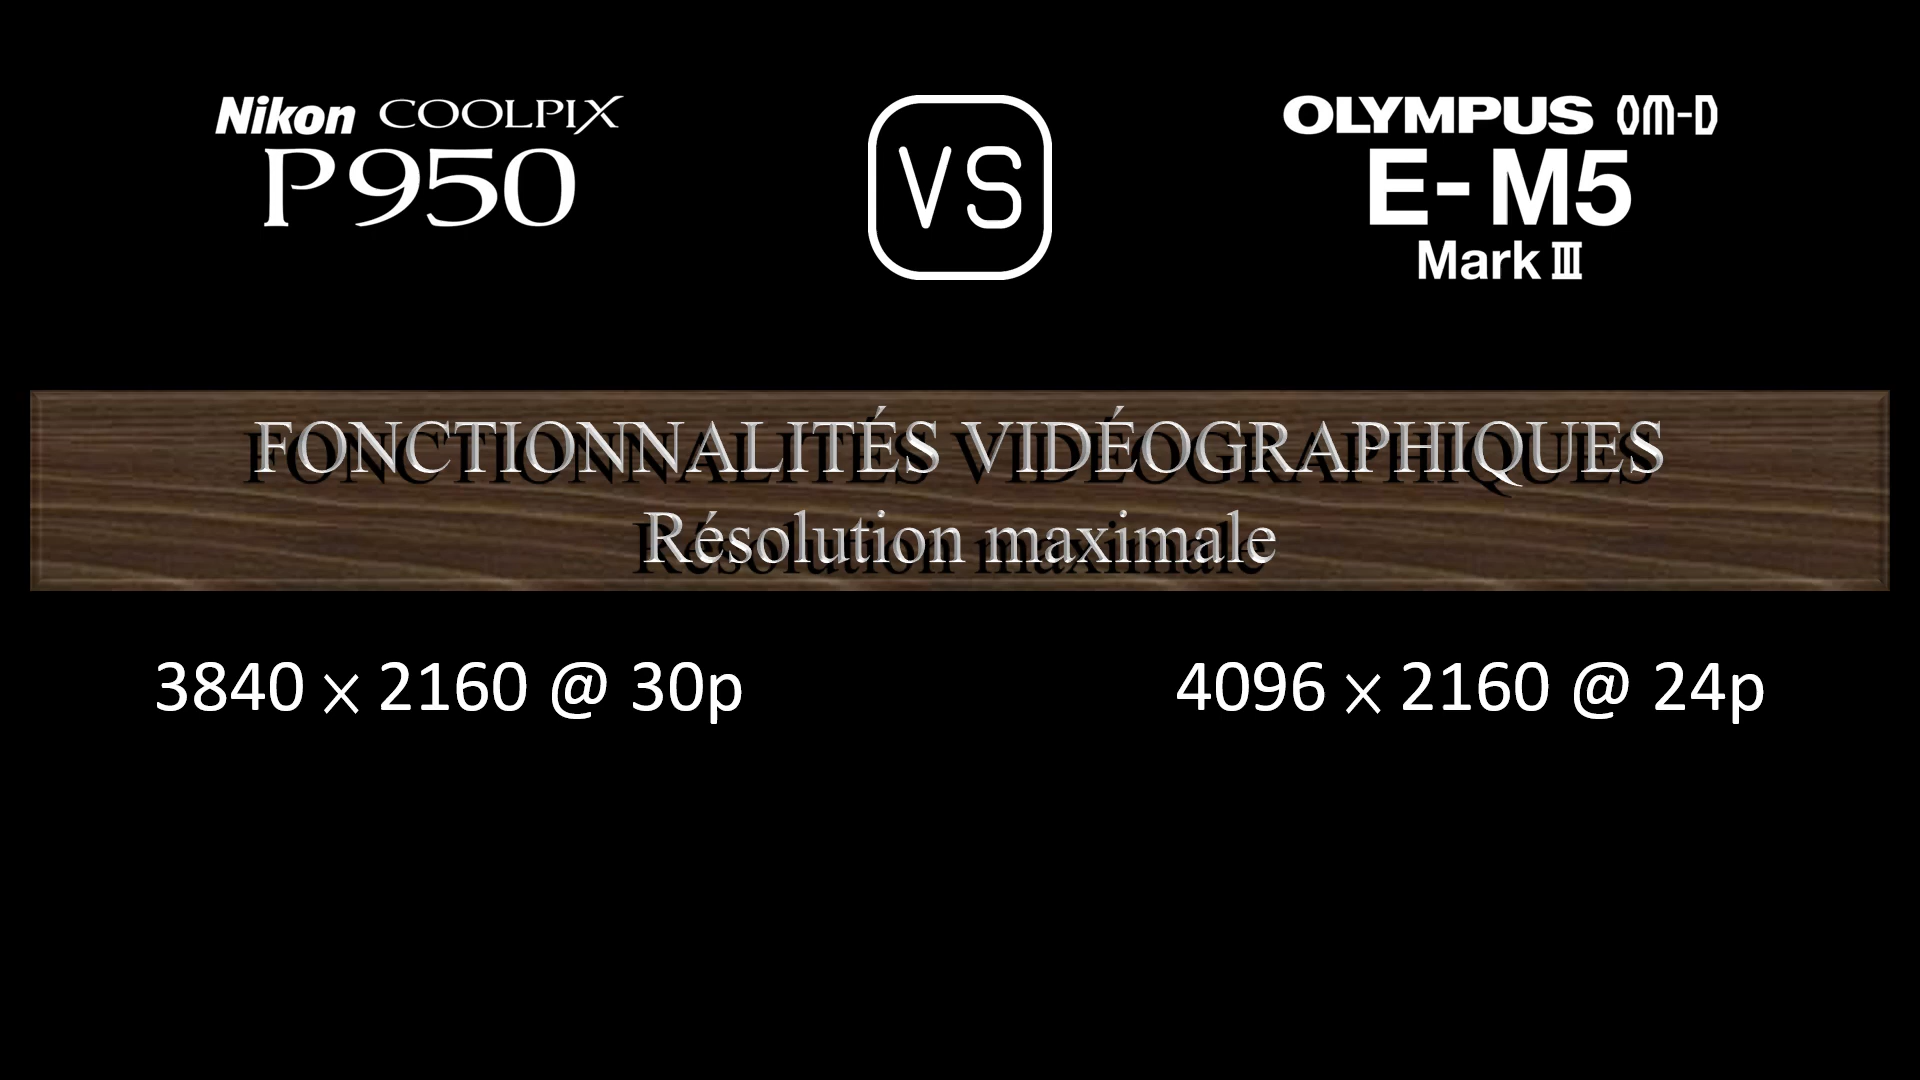 Nikon COOLPIX
P950
VS
OLYMPUS OM-D
E-M5
Mark III
FONCTIONNALITÉS VIDÉOGRAPHIQUES
Résolution maximale
3840 x 2160 @ 30p
4096 x 2160 @ 24p